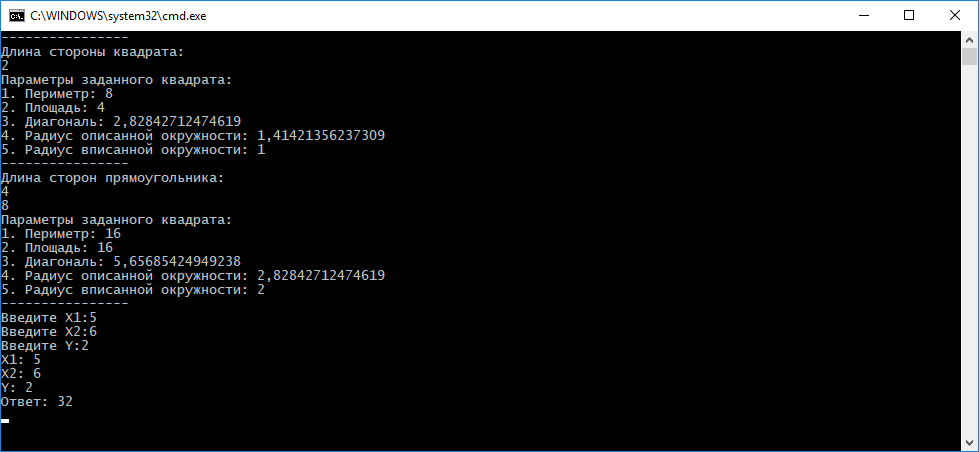 C:\WINDOWS\system32\cmd.exe
----------------
Длина стороны квадрата:
2
Параметры заданного квадрата:
1. Периметр: 8
2. Площадь: 4
3. Диагональ: 2,82842712474619
4. Радиус описанной окружности: 1,41421356237309
5. Радиус вписанной окружности: 1
----------------
Длина сторон прямоугольника:
4
8
Параметры заданного квадрата:
1. Периметр: 16
2. Площадь: 16
3. Диагональ: 5,65685424949238
4. Радиус описанной окружности: 2,82842712474619
5. Радиус вписанной окружности: 2
----------------
Введите X1:5
Введите X2:6
Введите Y:2
X1: 5
X2: 6
Y: 2
Ответ: 32